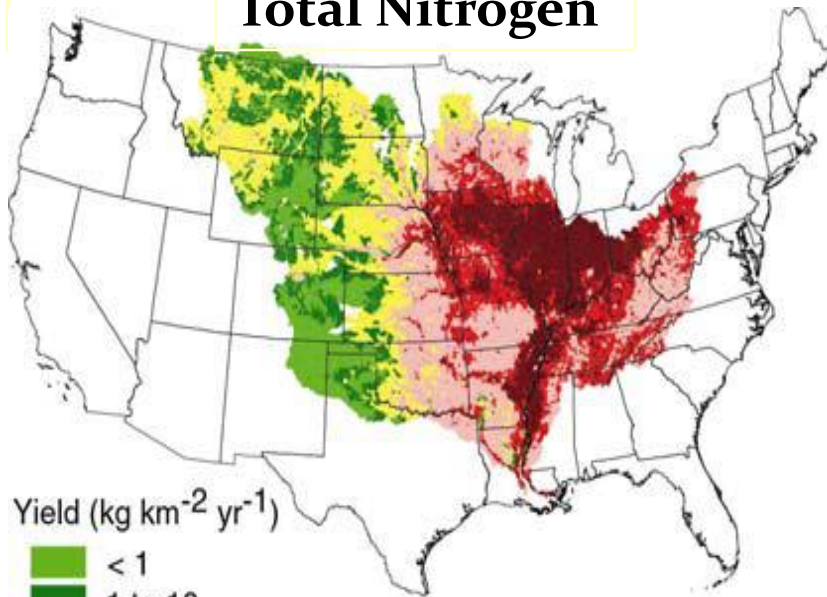 Total Nitrogen
Yield (kg km-2 yr-1)
< 1